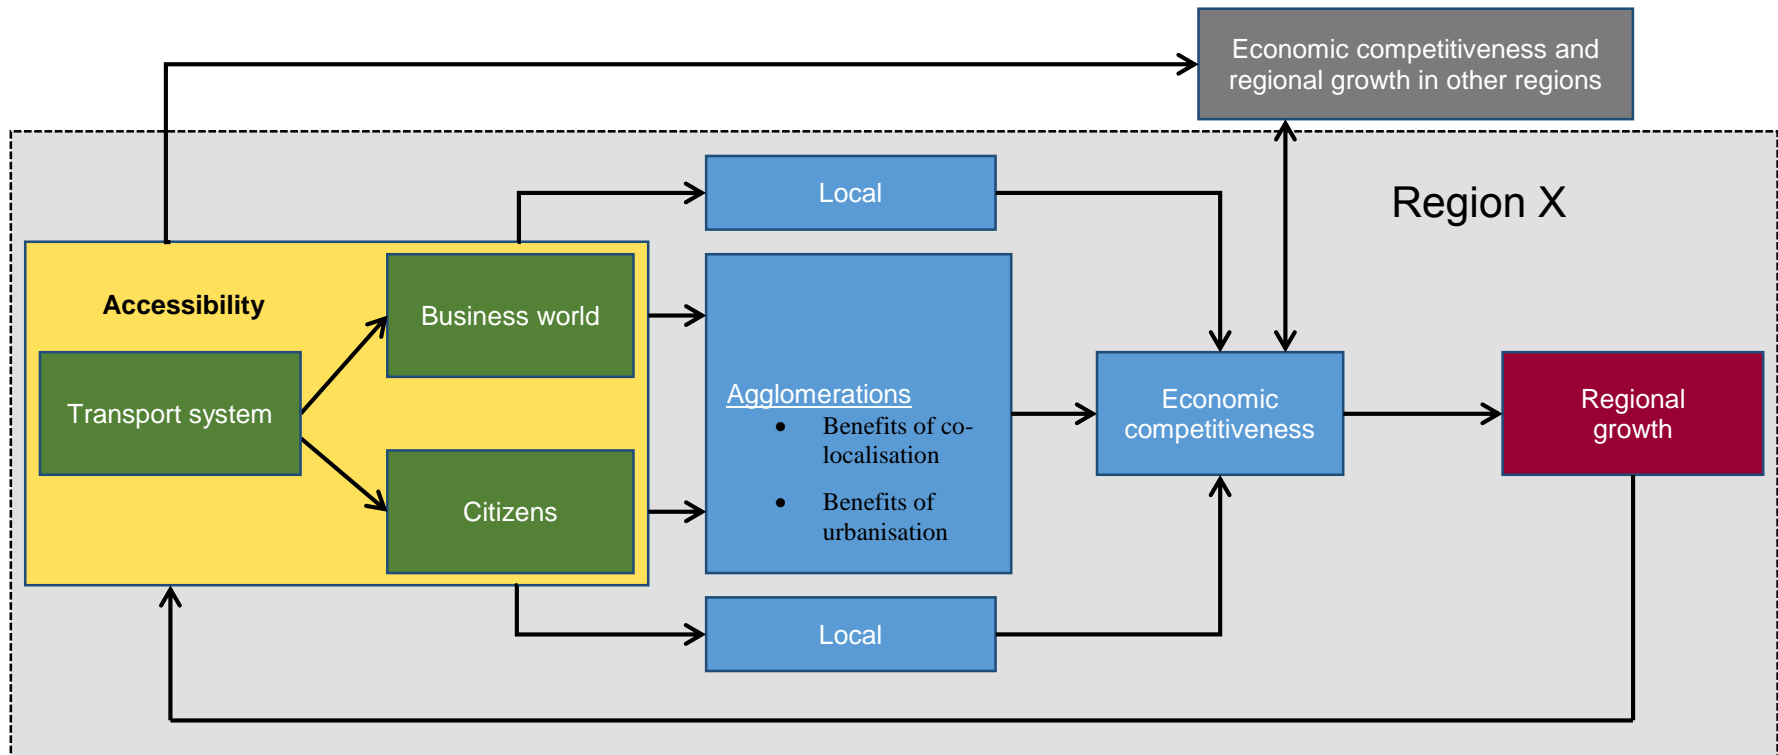 Economic competitiveness and
regional growth in other regions
Region X
Local
Accessibility
Business world
Transport system
Citizens
Agglomerations
• Benefits of co-
localisation
• Benefits of
urbanisation
Economic
competitiveness
Regional
growth
Local